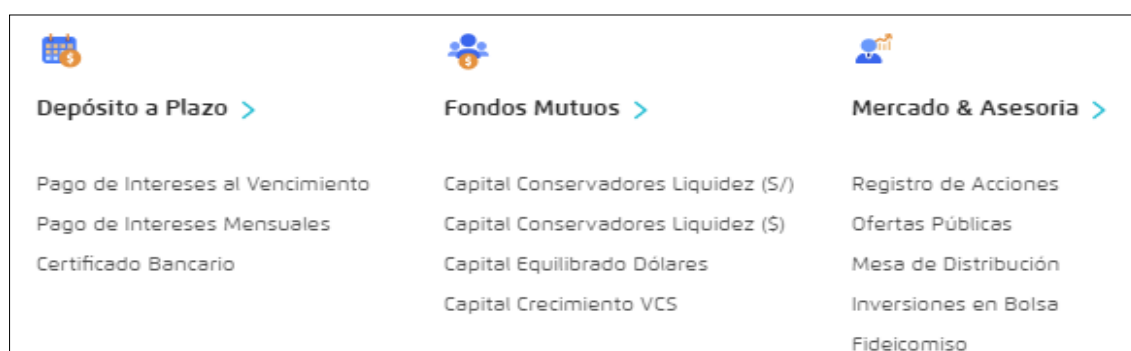 Depósito a Plazo >
Pago de Intereses al Vencimiento
Pago de Intereses Mensuales
Certificado Bancario
Fondos Mutuos >
Capital Conservadores Liquidez (S/)
Capital Conservadores Liquidez ($)
Capital Equilibrado Dólares
Capital Crecimiento VCS
Mercado & Asesoria >
Registro de Acciones
Ofertas Públicas
Mesa de Distribución
Inversiones en Bolsa
Fideicomiso